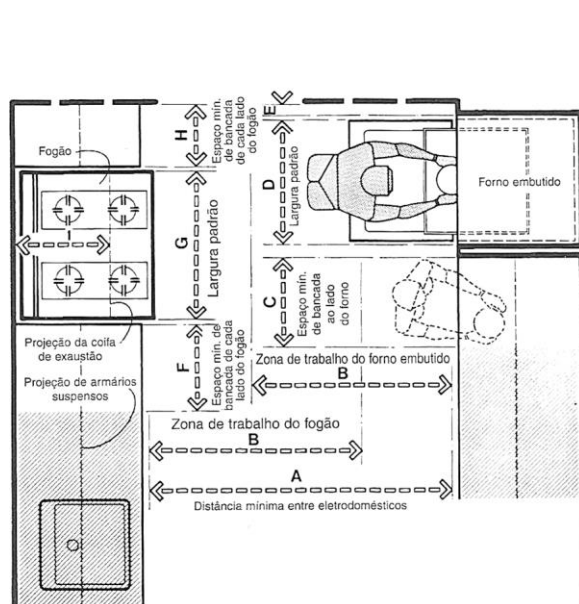 H
Espaço mín.
de bancada
de cada lado
do fogão
E
Fogão
D
Largura padrão
Forno embutido
G
Largura padrão
I
C
Espaço mín.
de bancada
ao lado
do forno
Projeção da coifa
de exaustão
F
Espaço mín. de
bancada de cada
lado do fogão
Zona de trabalho do forno embutido
B
Projeção de armários
suspensos
Zona de trabalho do fogão
B
A
Distância mínima entre eletrodomésticos